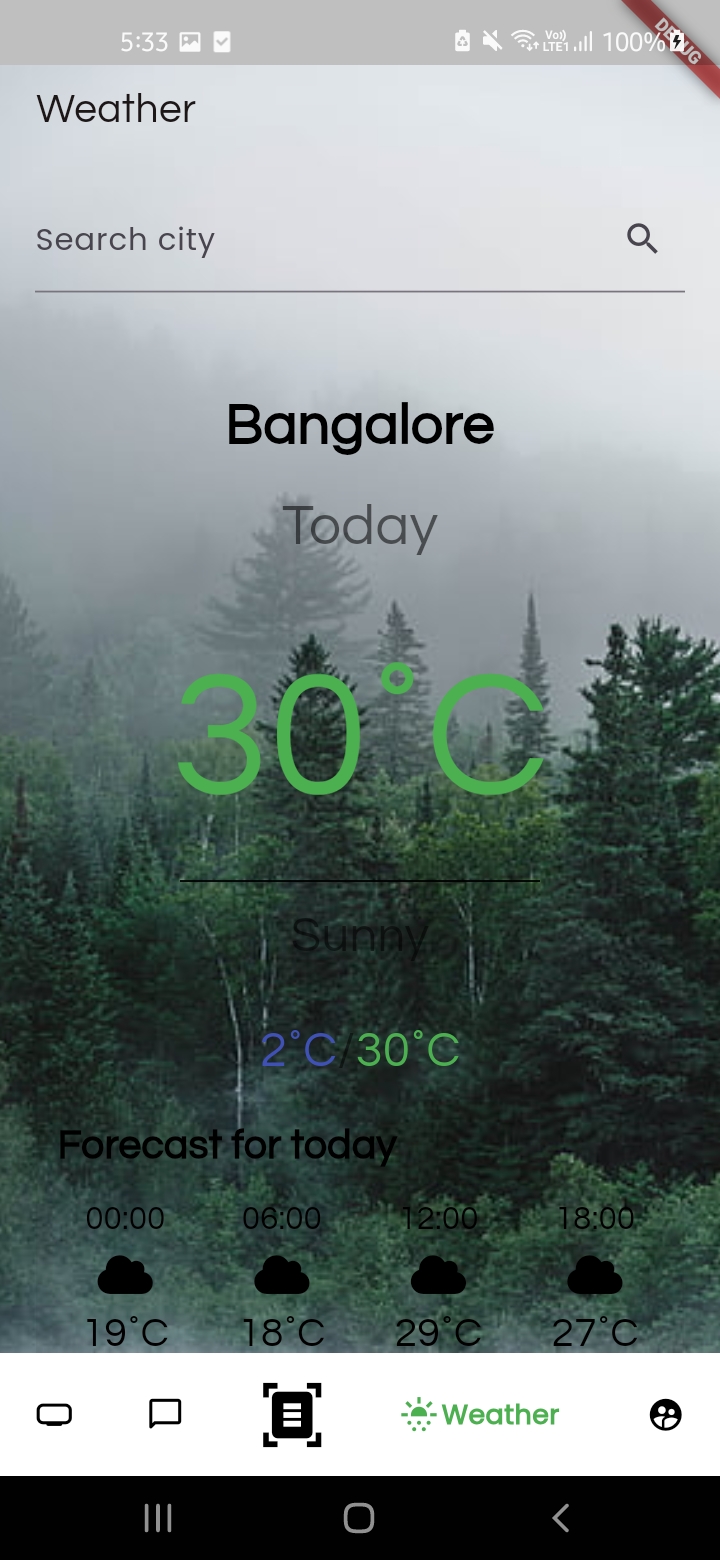 5:33 Vo)) LTE1 100%
DEBUG
Weather
Search city
Bangalore
Today
30°C
Sunny
2°C/30°C
Forecast for today
00:00 06:00 12:00 18:00
19°C 18°C 29°C 27°C
Weather